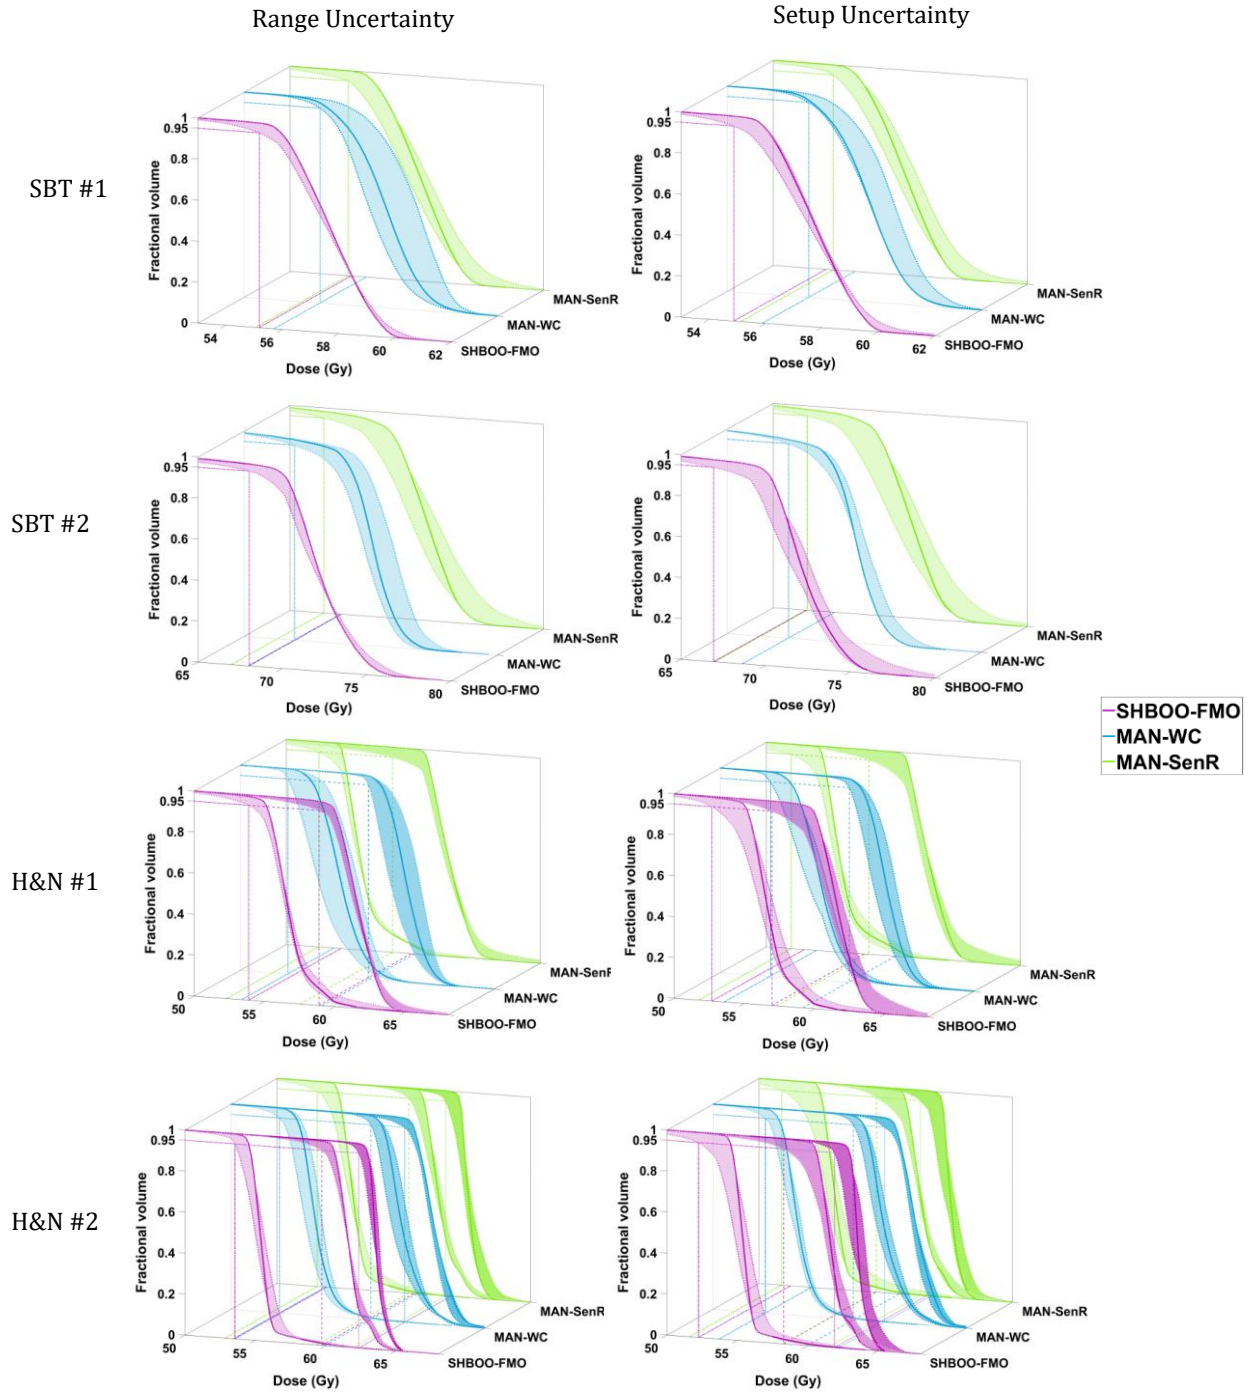 Range Uncertainty
Setup Uncertainty
SBT #1
Fractional volume
1
0.95
0.8
0.6
0.4
0.2
0
54
56
58
60
62
Dose (Gy)
MAN-SenR
MAN-WC
SHBOO-FMO
Fractional volume
1
0.95
0.8
0.6
0.4
0.2
0
54
56
58
60
62
Dose (Gy)
MAN-SenR
MAN-WC
SHBOO-FMO
SBT #2
Fractional volume
1
0.95
0.8
0.6
0.4
0.2
0
65
70
75
80
Dose (Gy)
MAN-SenR
MAN-WC
SHBOO-FMO
Fractional volume
1
0.95
0.8
0.6
0.4
0.2
0
65
70
75
80
Dose (Gy)
MAN-SenR
MAN-WC
SHBOO-FMO
SHBOO-FMO
MAN-WC
MAN-SenR
H&N #1
Fractional volume
1
0.95
0.8
0.6
0.4
0.2
0
50
55
60
65
Dose (Gy)
MAN-SenR
MAN-WC
SHBOO-FMO
Fractional volume
1
0.95
0.8
0.6
0.4
0.2
0
50
55
60
65
Dose (Gy)
MAN-SenR
MAN-WC
SHBOO-FMO
H&N #2
Fractional volume
1
0.95
0.8
0.6
0.4
0.2
0
50
55
60
65
Dose (Gy)
MAN-SenR
MAN-WC
SHBOO-FMO
Fractional volume
1
0.95
0.8
0.6
0.4
0.2
0
50
55
60
65
Dose (Gy)
MAN-SenR
MAN-WC
SHBOO-FMO